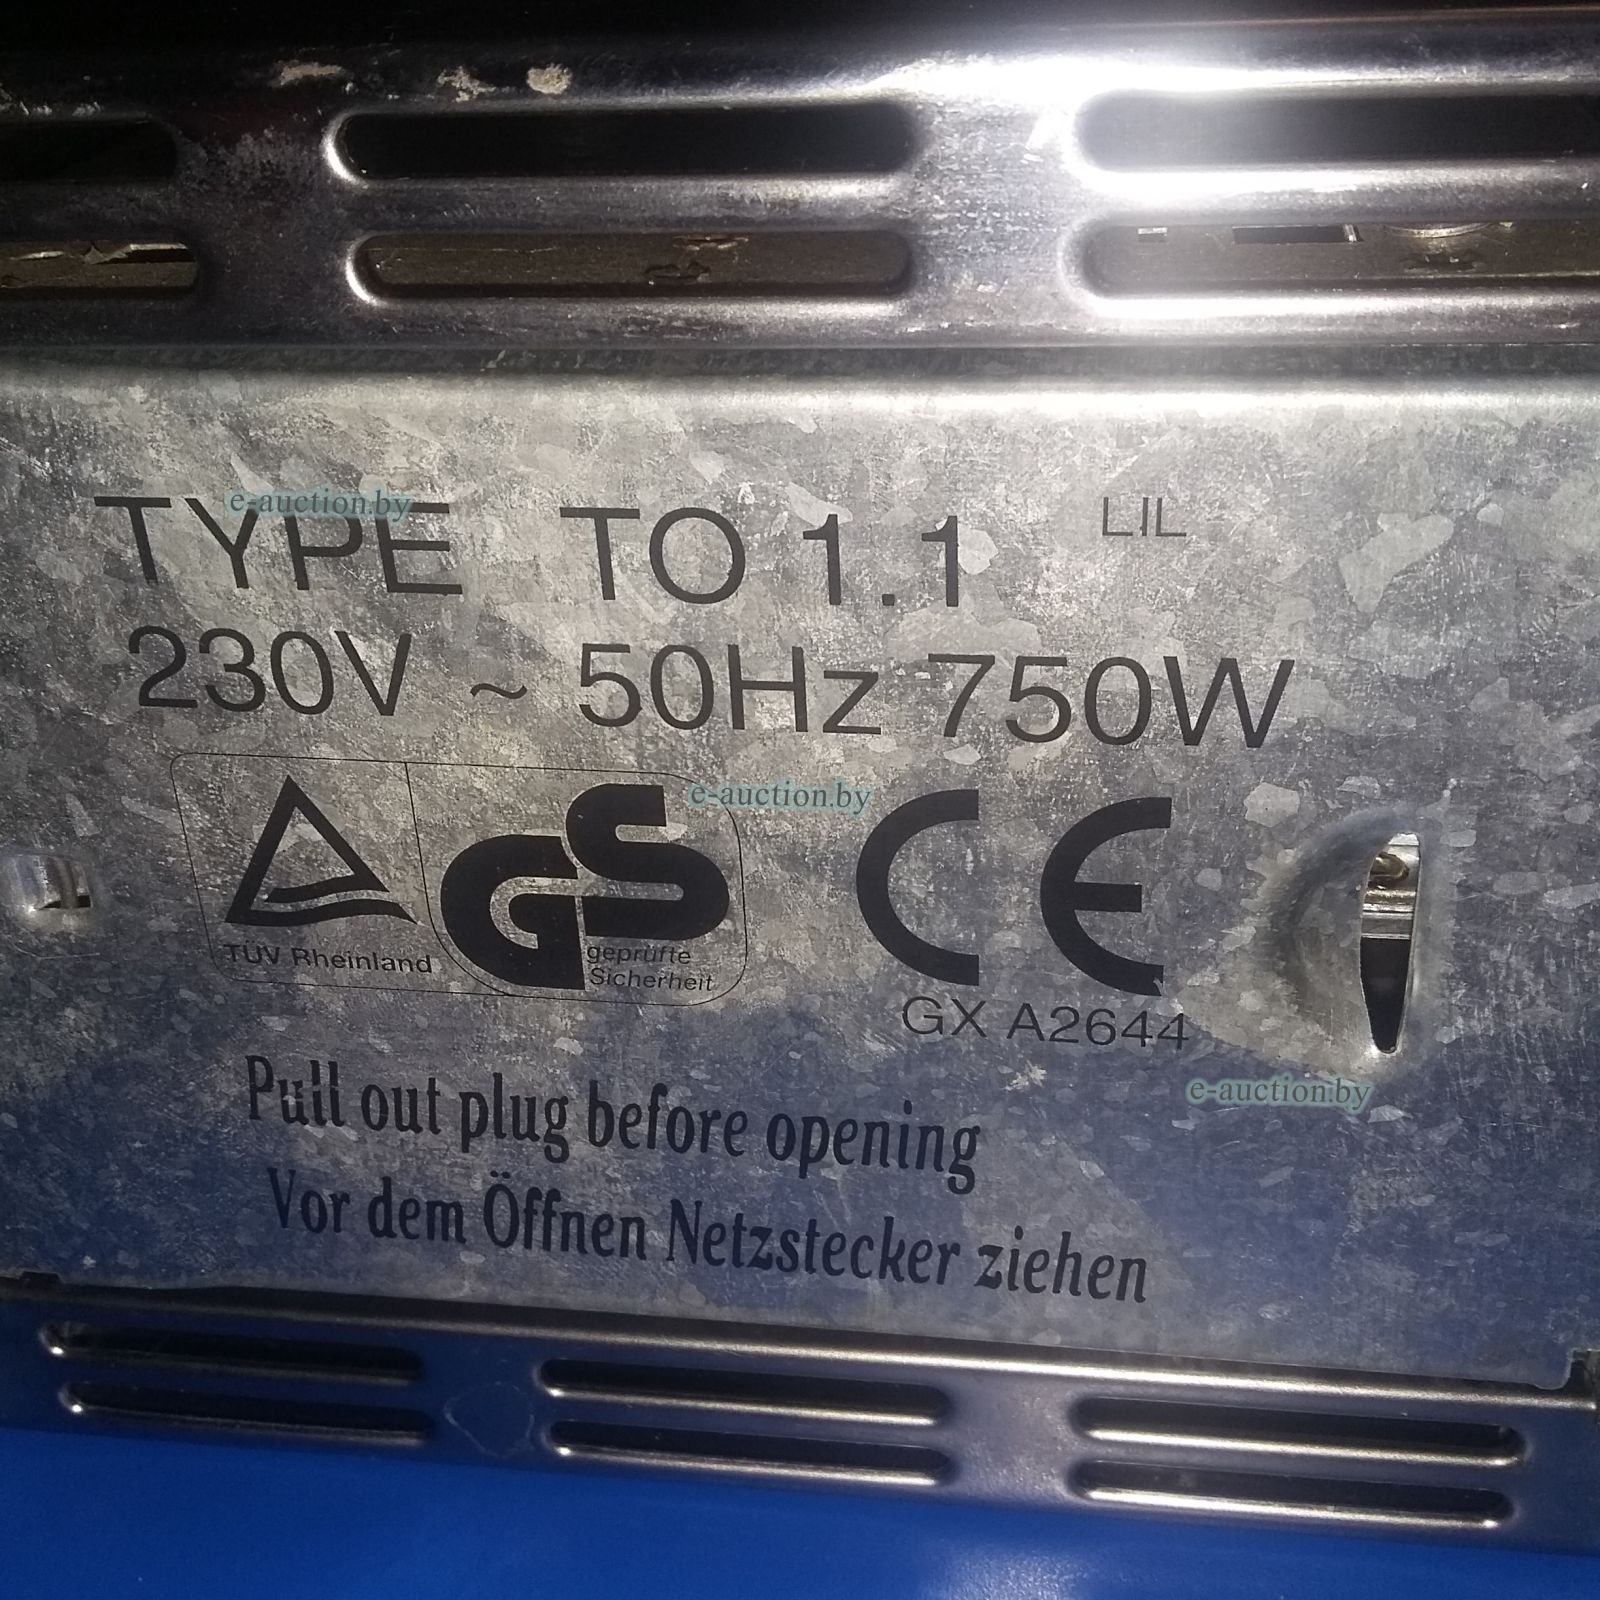 TYPE TO 1.1 LIL
230V ~ 50Hz 750W
TÜV Rheinland
GS
geprüfte
Sicherheit
CE
GX A2644
Pull out plug before opening
Vor dem Öffnen Netzstecker ziehen
e-auction.by
e-auction.by
e-auction.by